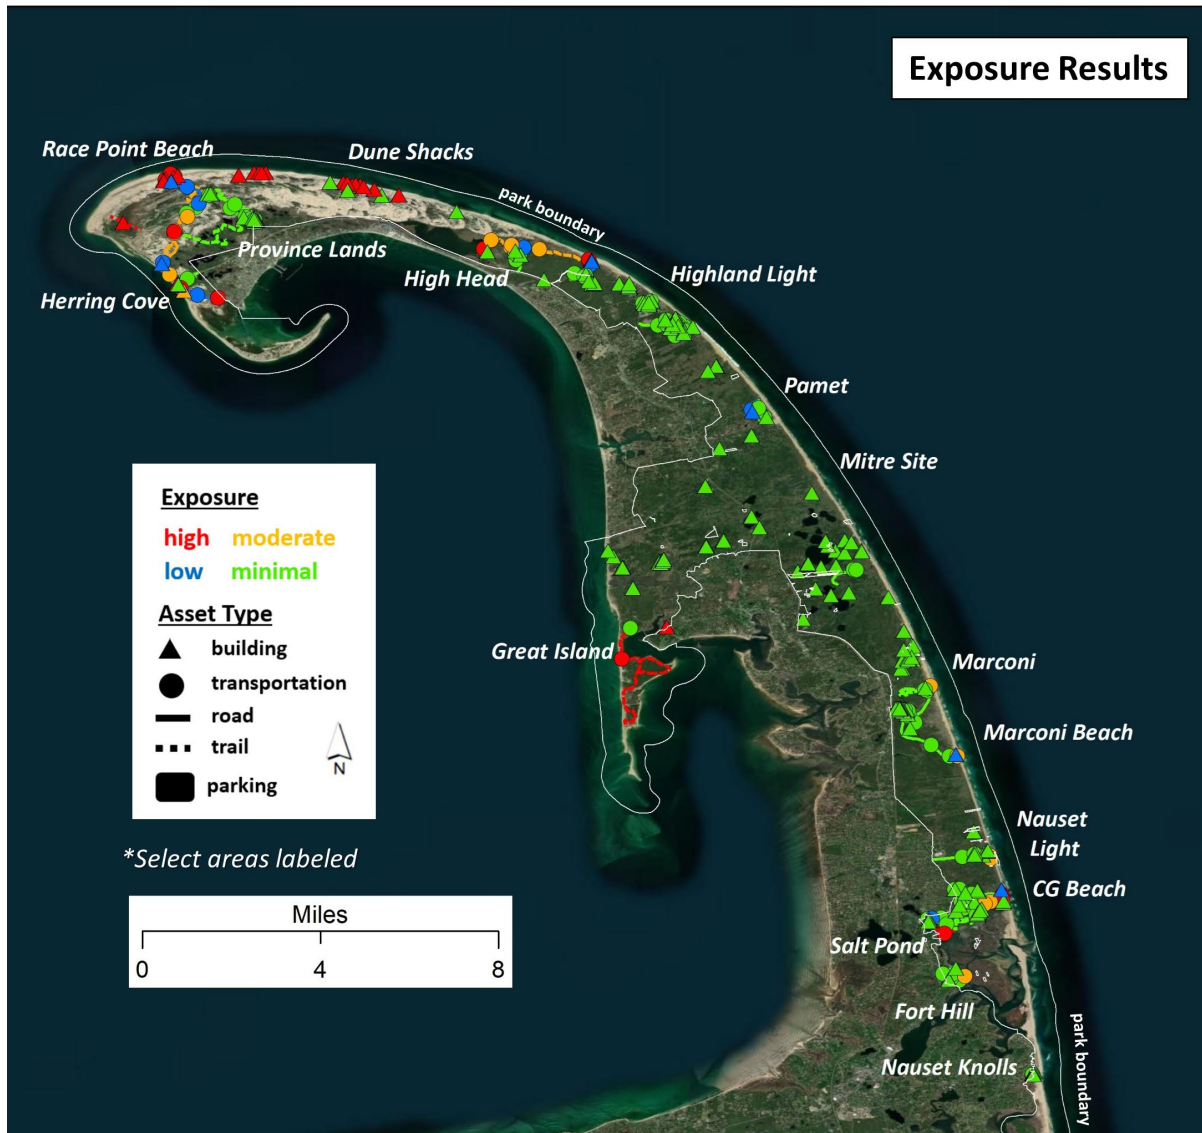 Exposure Results
Race Point Beach
Dune Shacks
park boundary
Province Lands
High Head
Highland Light
Herring Cove
Pamet
Mitre Site
Exposure
high moderate
low minimal
Asset Type
building
transportation
road
trail
parking
N
Great Island
Marconi
Marconi Beach
Nauset
Light
*Select areas labeled
CG Beach
Miles
0 4 8
Salt Pond
Fort Hill
Nauset Knolls
park boundary